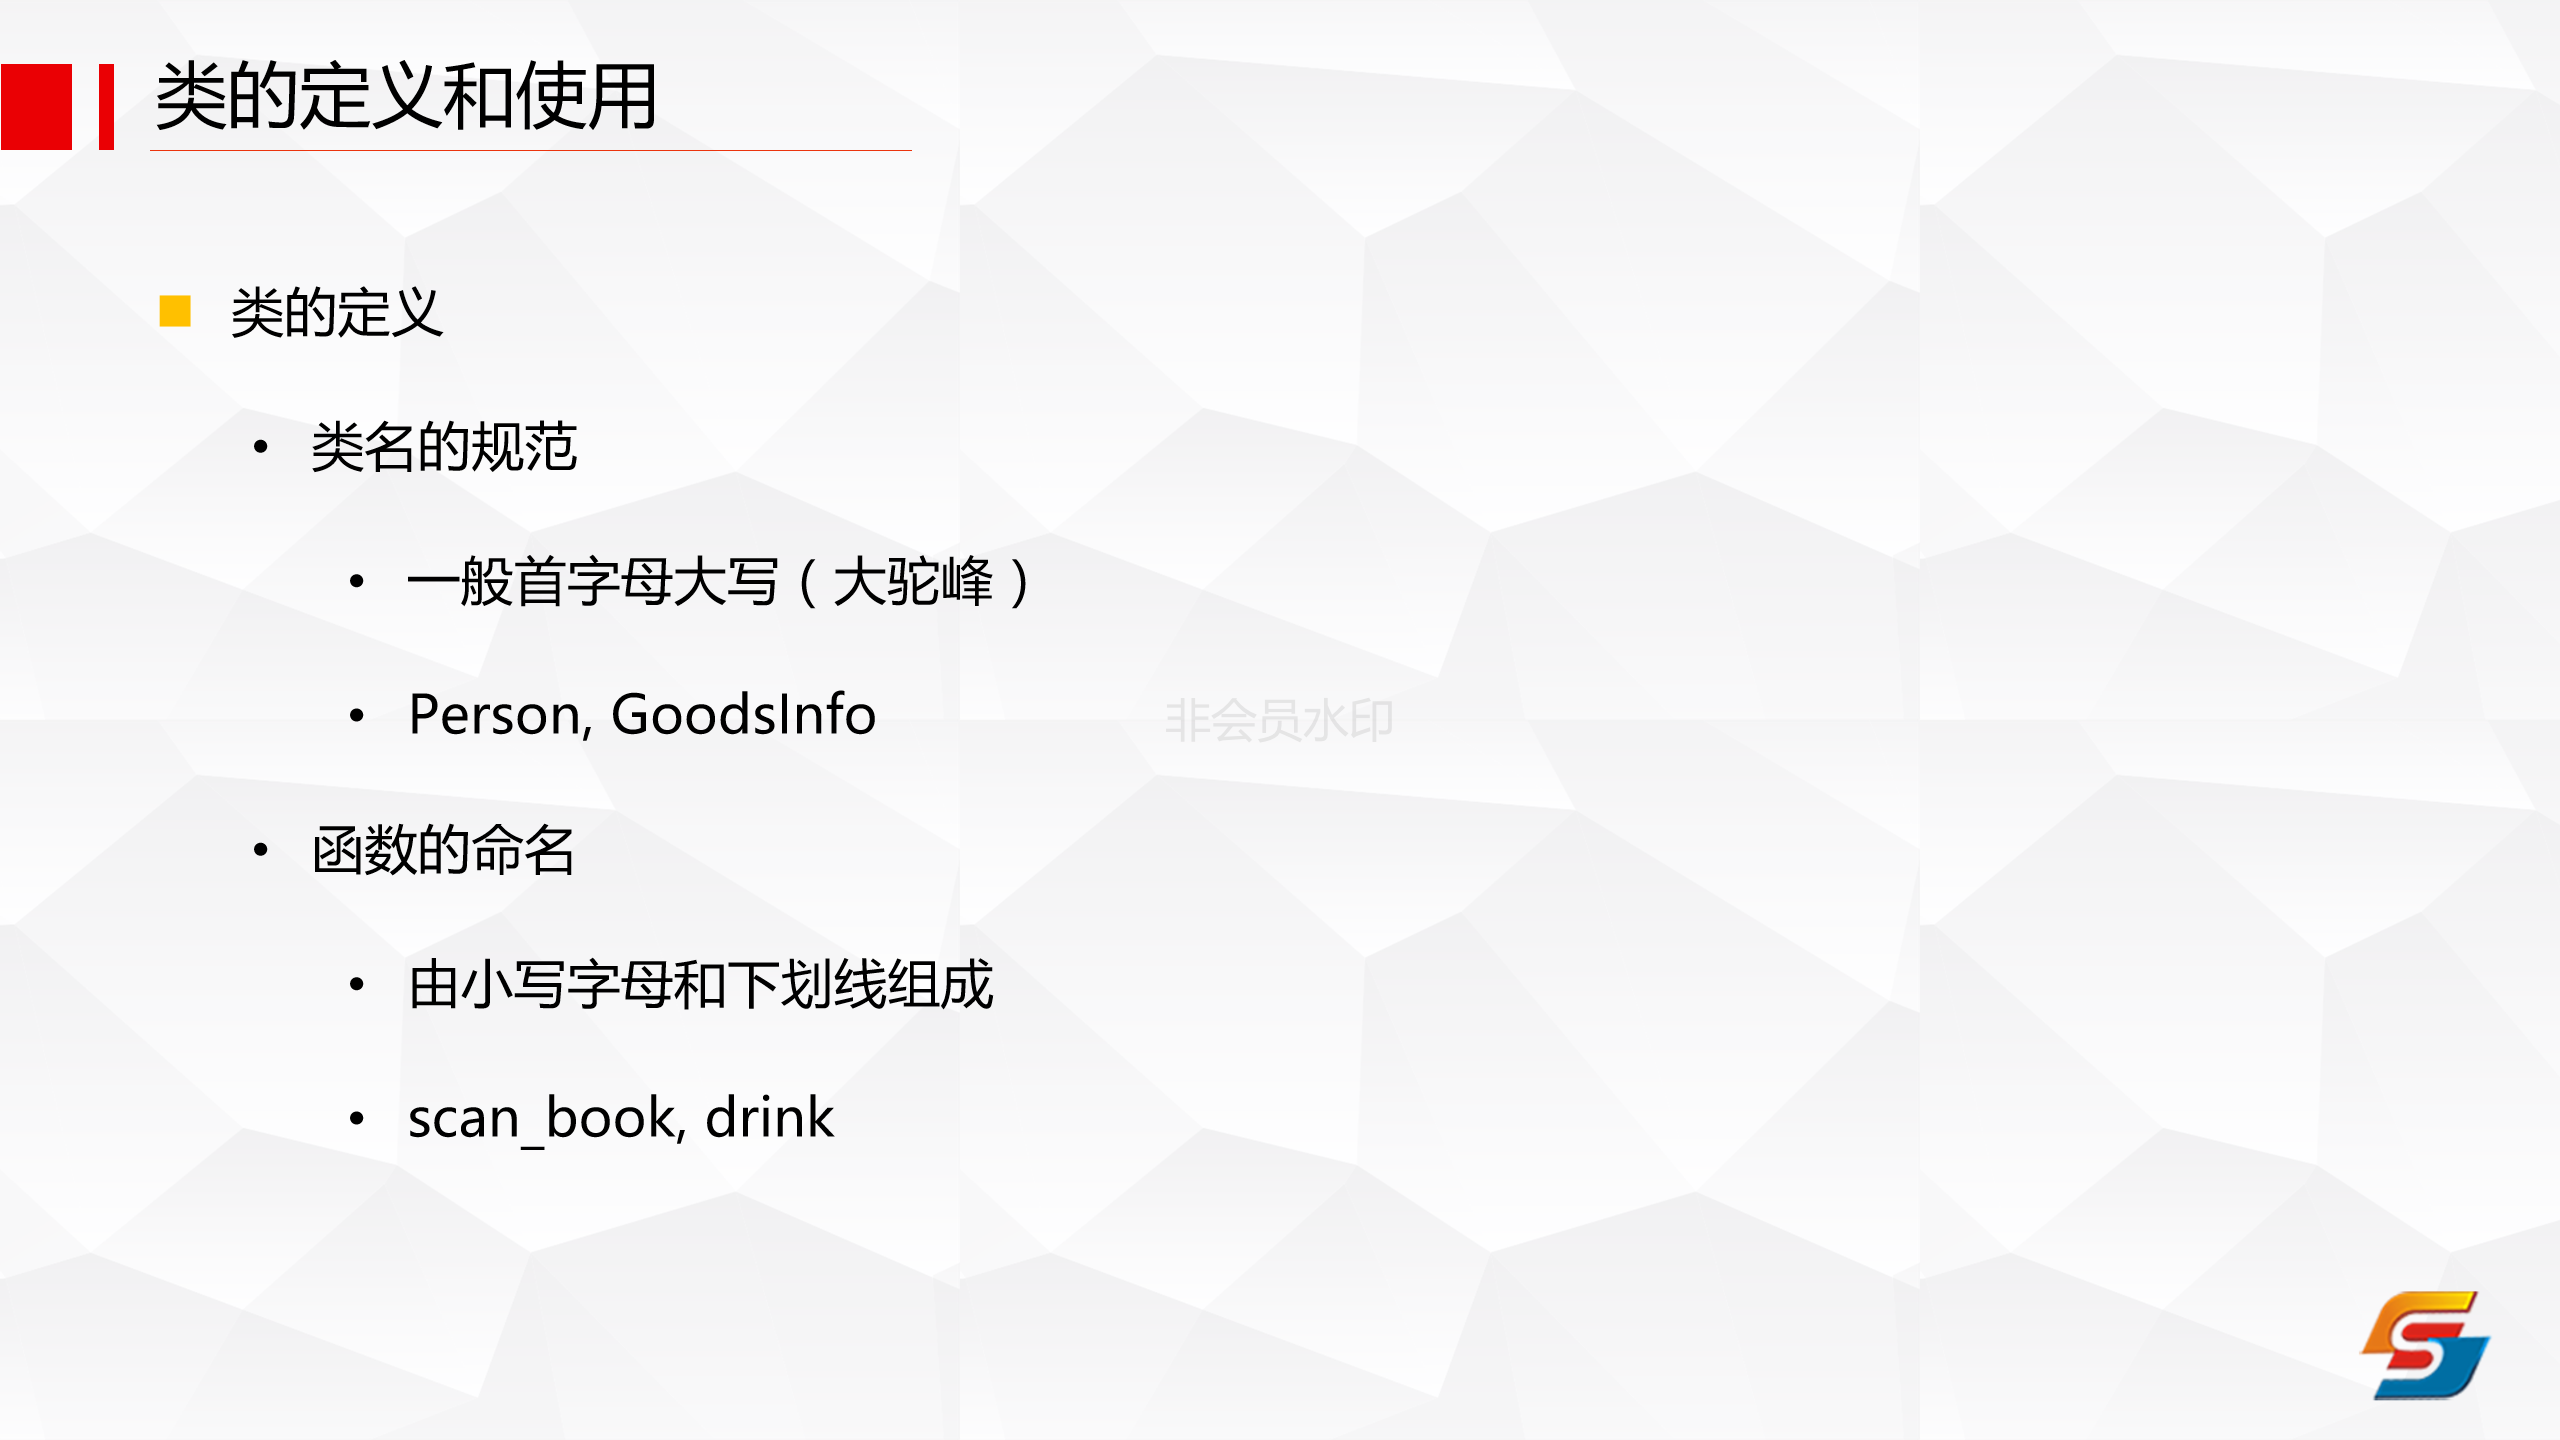 类的定义和使用
类的定义
类名的规范
一般首字母大写（大驼峰）
Person, GoodsInfo
非会员水印
函数的命名
由小写字母和下划线组成
scan_book, drink